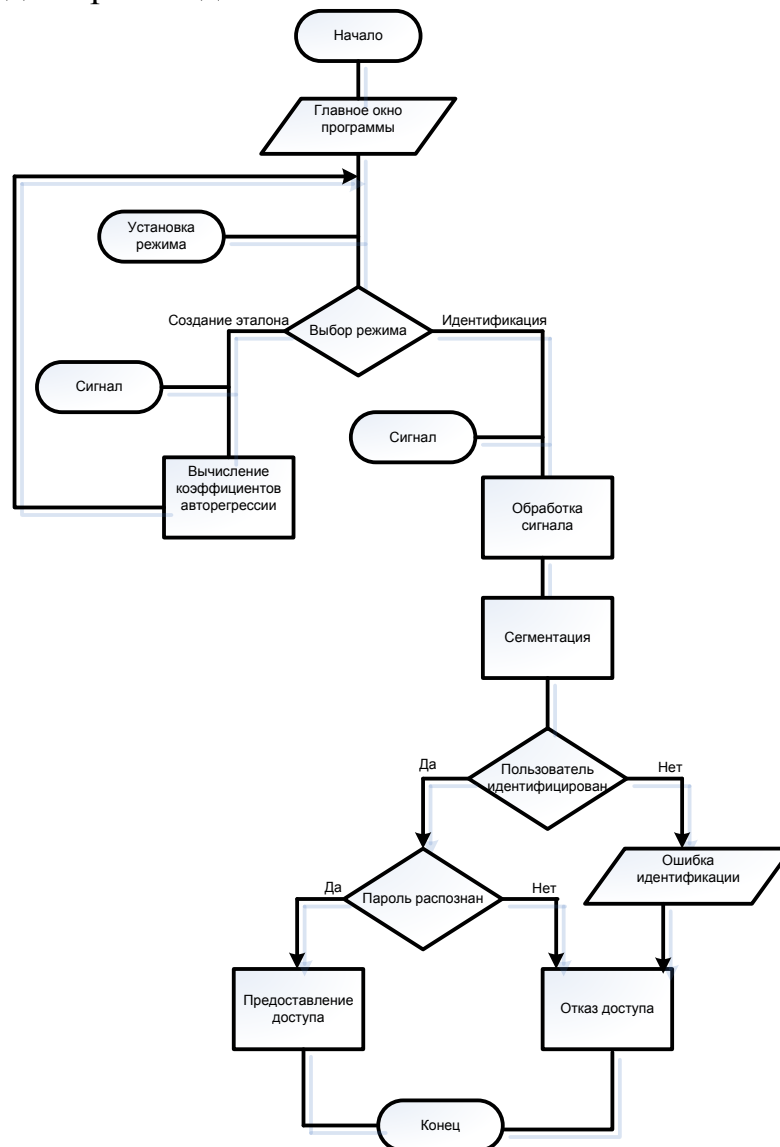 Начало
Главное окно
программы
Установка
режима
Создание эталона
Выбор режима
Идентификация
Сигнал
Сигнал
Вычисление
коэффициентов
авторегрессии
Обработка
сигнала
Сегментация
Да
Пользователь
идентифицирован
Нет
Ошибка
идентификации
Да
Пароль распознан
Нет
Предоставление
доступа
Отказ доступа
Конец